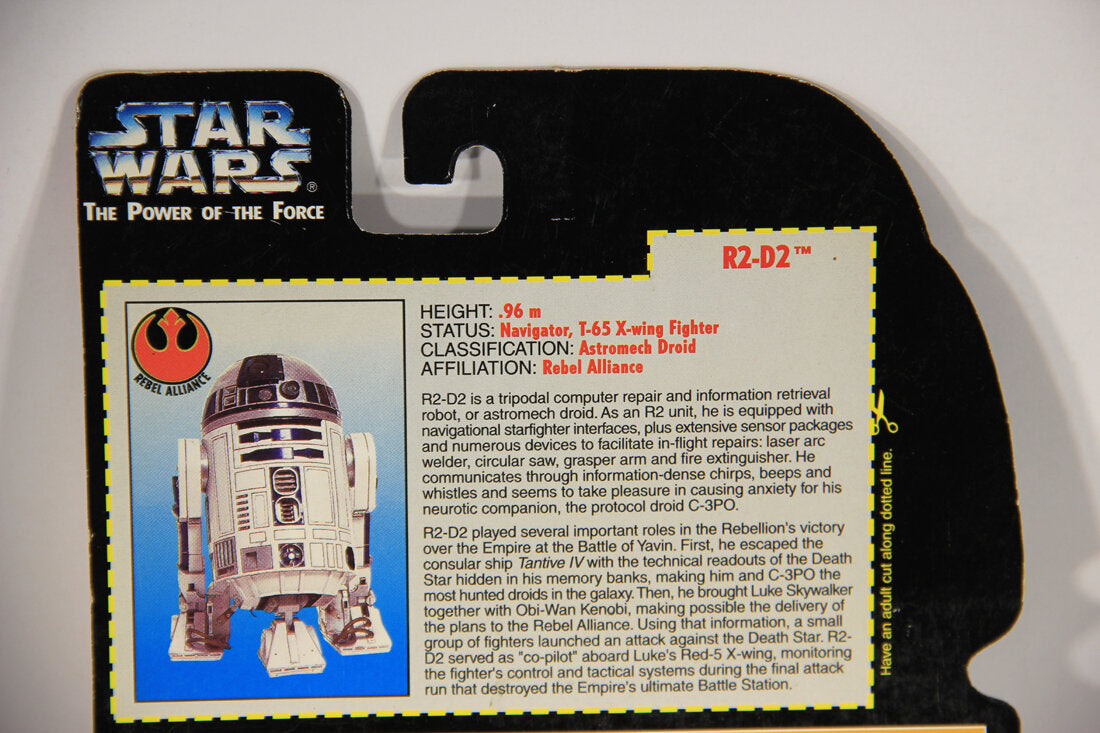 STAR
WARS®
THE POWER OF THE FORCE
R2-D2™
REBEL ALLIANCE
HEIGHT: .96 m
STATUS: Navigator, T-65 X-wing Fighter
CLASSIFICATION: Astromech Droid
AFFILIATION: Rebel Alliance
R2-D2 is a tripodal computer repair and information retrieval
robot, or astromech droid. As an R2 unit, he is equipped with
navigational starfighter interfaces, plus extensive sensor packages
and numerous devices to facilitate in-flight repairs: laser arc
welder, circular saw, grasper arm and fire extinguisher. He
communicates through information-dense chirps, beeps and
whistles and seems to take pleasure in causing anxiety for his
neurotic companion, the protocol droid C-3PO.
R2-D2 played several important roles in the Rebellion's victory
over the Empire at the Battle of Yavin. First, he escaped the
consular ship Tantive IV with the technical readouts of the Death
Star hidden in his memory banks, making him and C-3PO the
most hunted droids in the galaxy. Then, he brought Luke Skywalker
together with Obi-Wan Kenobi, making possible the delivery of
the plans to the Rebel Alliance. Using that information, a small
group of fighters launched an attack against the Death Star. R2-
D2 served as "co-pilot" aboard Luke's Red-5 X-wing, monitoring
the fighter's control and tactical systems during the final attack
run that destroyed the Empire's ultimate Battle Station.
Have an adult cut along dotted line.